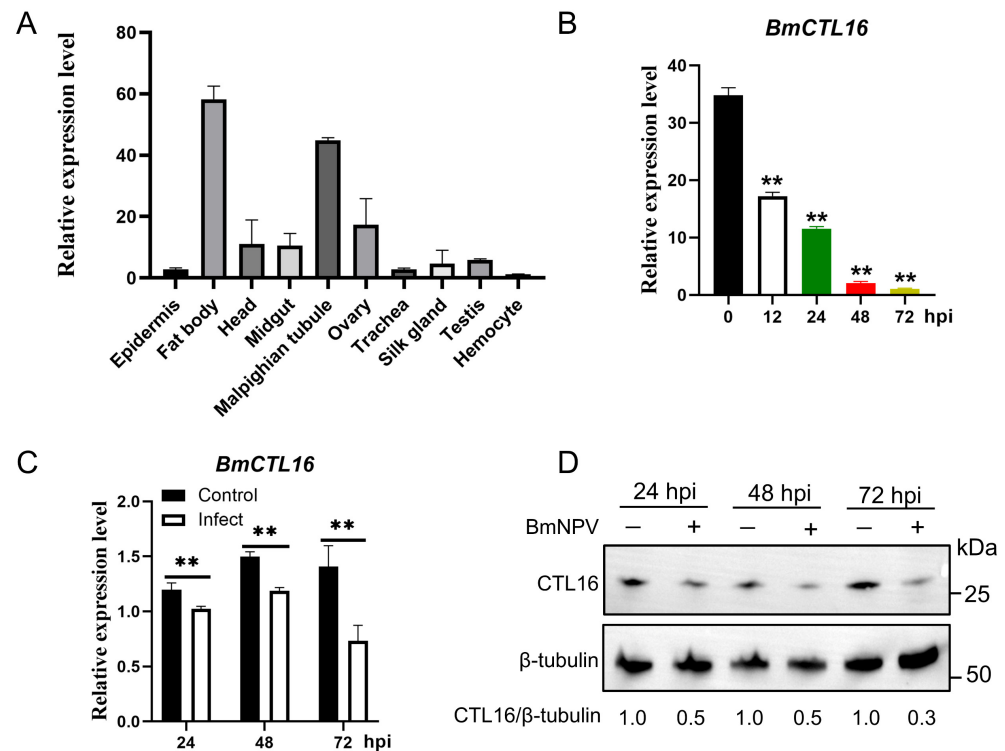 A
Relative expression level
80
60
40
20
0
Epidermis
Fat body
Head
Midgut
Malpighian tubule
Ovary
Trachea
Silk gland
Testis
Hemocyte
B
BmCTL16
Relative expression level
40
30
20
10
0
**
**
**
**
0 12 24 48 72 hpi
C
BmCTL16
Relative expression level
2.0
1.5
1.0
0.5
0.0
Control
Infect
**
**
**
24 48 72 hpi
D
24 hpi 48 hpi 72 hpi
BmNPV − + − + − +
kDa
CTL16
25
β-tubulin
50
CTL16/β-tubulin 1.0 0.5 1.0 0.5 1.0 0.3